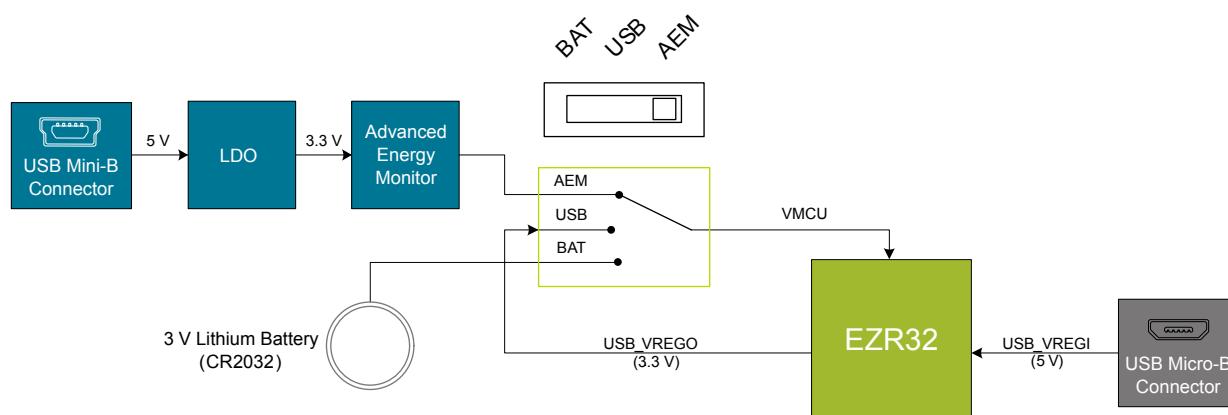 BAT
USB
AEM
USB Mini-B
Connector
5 V
LDO
3.3 V
Advanced
Energy
Monitor
AEM
USB
BAT
VMCU
3 V Lithium Battery
(CR2032)
USB_VREGO
(3.3 V)
EZR32
USB_VREGI
(5 V)
USB Micro-B
Connector